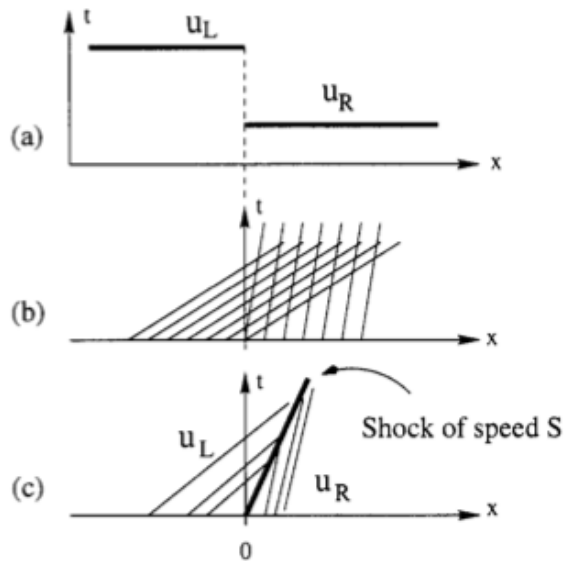 t
u_L
u_R
(a)
x
t
(b)
x
t
Shock of speed S
u_L
(c)
u_R
x
0